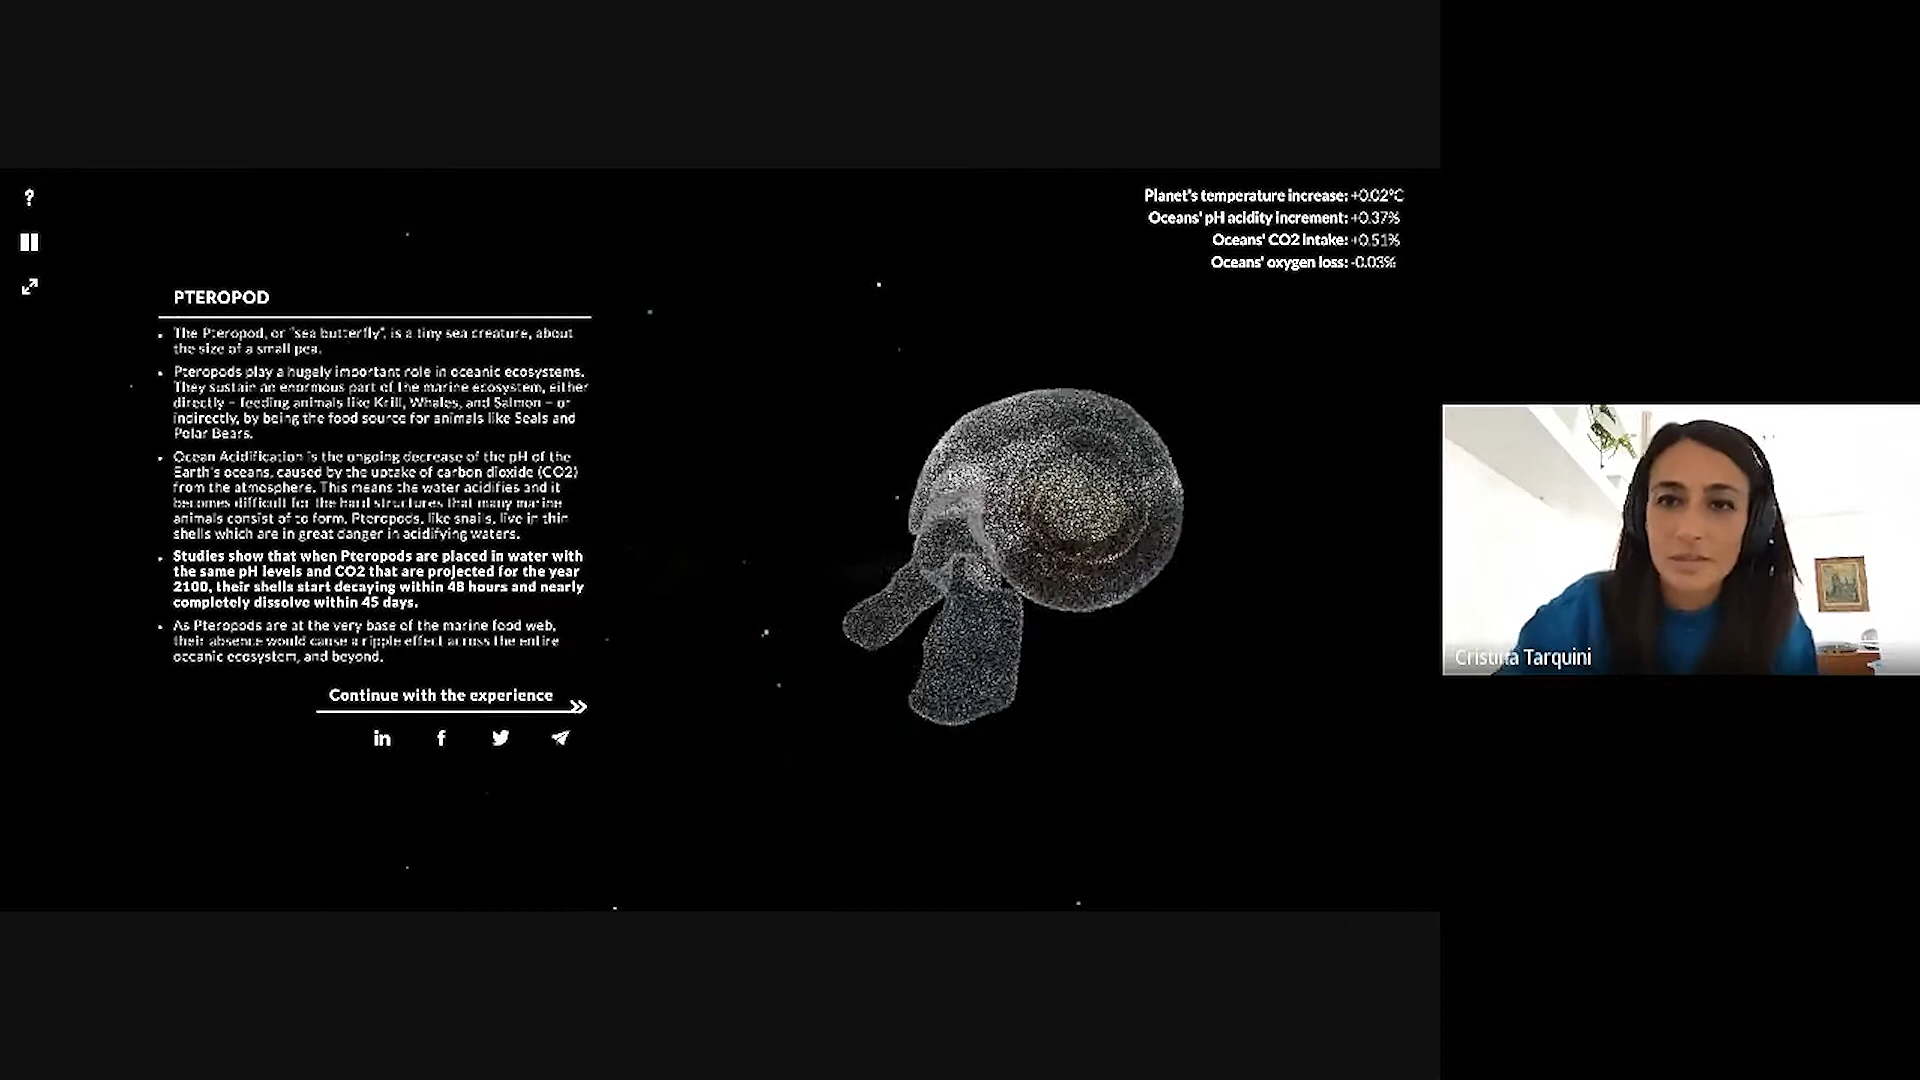 ?
Planet's temperature increase: +0.02°C
Oceans' pH acidity increment: +0.37%
Oceans' CO2 intake: +0.51%
Oceans' oxygen loss: -0.03%
PTEROPOD
• The Pteropod, or "sea butterfly", is a tiny sea creature, about
the size of a small pea.
• Pteropods play a hugely important role in oceanic ecosystems.
They sustain an enormous part of the marine ecosystem, either
directly – feeding animals like Krill, Whales, and Salmon – or
indirectly, by being the food source for animals like Seals and
Polar Bears.
• Ocean Acidification is the ongoing decrease of the pH of the
Earth's oceans, caused by the uptake of carbon dioxide (CO2)
from the atmosphere. This means the water acidifies and it
becomes difficult for the hard structures that many marine
animals consist of to form. Pteropods, like snails, live in thin
shells which are in great danger in acidifying waters.
• Studies show that when Pteropods are placed in water with
the same pH levels and CO2 that are projected for the year
2100, their shells start decaying within 48 hours and nearly
completely dissolve within 45 days.
• As Pteropods are at the very base of the marine food web,
their absence would cause a ripple effect across the entire
oceanic ecosystem, and beyond.
Continue with the experience
in f
Cristina Tarquini